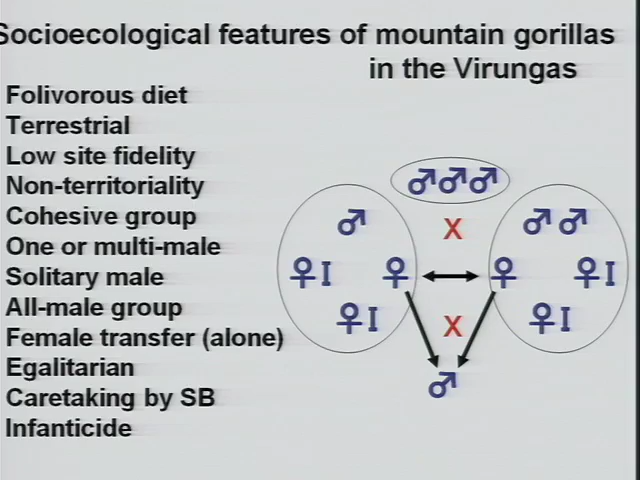 Socioecological features of mountain gorillas
in the Virungas
Folivorous diet
Terrestrial
Low site fidelity
Non-territoriality
Cohesive group
One or multi-male
Solitary male
All-male group
Female transfer (alone)
Egalitarian
Caretaking by SB
Infanticide
♂♂♂
♂ X ♂♂
♀I ♀ ♀ ♀I
♀I X ♀I
♂